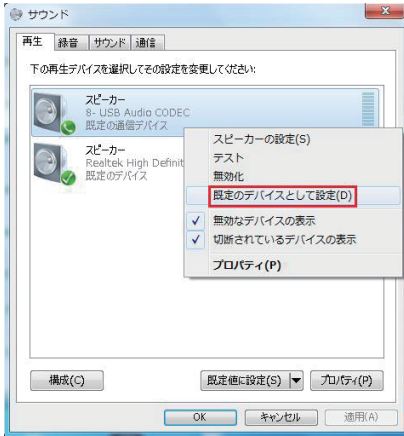 サウンド
再生 録音 サウンド 通信
下の再生デバイスを選択してその設定を変更してください:
スピーカー
8- USB Audio CODEC
既定の通信デバイス
スピーカー
Realtek High Definit
既定のデバイス
スピーカーの設定(S)
テスト
無効化
既定のデバイスとして設定(D)
無効なデバイスの表示
切断されているデバイスの表示
プロパティ(P)
構成(C) 既定値に設定(S) プロパティ(P)
OK キャンセル 適用(A)